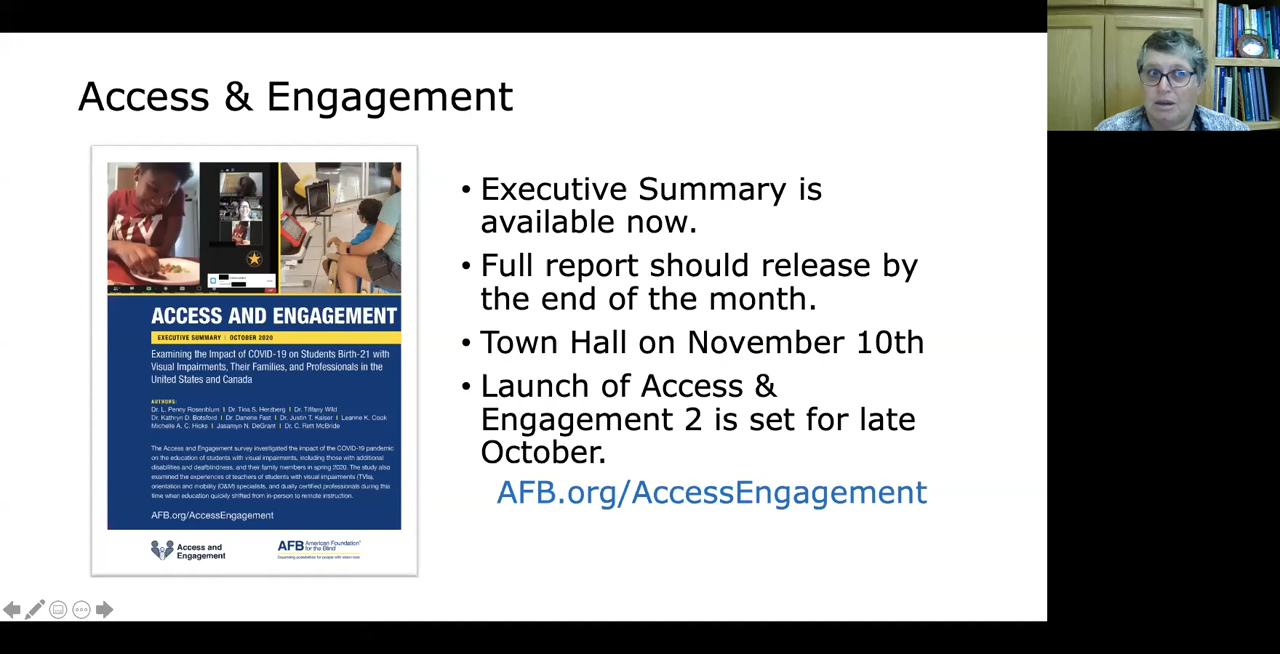 Access & Engagement
ACCESS AND ENGAGEMENT
EXECUTIVE SUMMARY : OCTOBER 2020
Examining the Impact of COVID-19 on Students Birth-21 with
Visual Impairments, Their Families, and Professionals in the
United States and Canada
AUTHORS:
Dr. L. Penny Rosenblum | Dr. Tina S. Herzberg | Dr. Tiffany Wild
Dr. Kathryn D. Botsford | Dr. Danene Fast | Dr. Justin T. Kaiser | Leanne K. Cook
Michelle A. C. Hicks | Jasamyn N. DeGrant | Dr. C. Rett McBride
The Access and Engagement survey investigated the impact of the COVID-19 pandemic
on the education of students with visual impairments, including those with additional
disabilities and deafblindness, and their family members in spring 2020. The study also
examined the experiences of teachers of students with visual impairments (TVIs),
orientation and mobility (O&M) specialists, and dually certified professionals during this
time when education quickly shifted from in-person to remote instruction.
AFB.org/AccessEngagement
Access and
Engagement
AFB American Foundation®
for the Blind
• Executive Summary is
available now.
• Full report should release by
the end of the month.
• Town Hall on November 10th
• Launch of Access &
Engagement 2 is set for late
October.
AFB.org/AccessEngagement